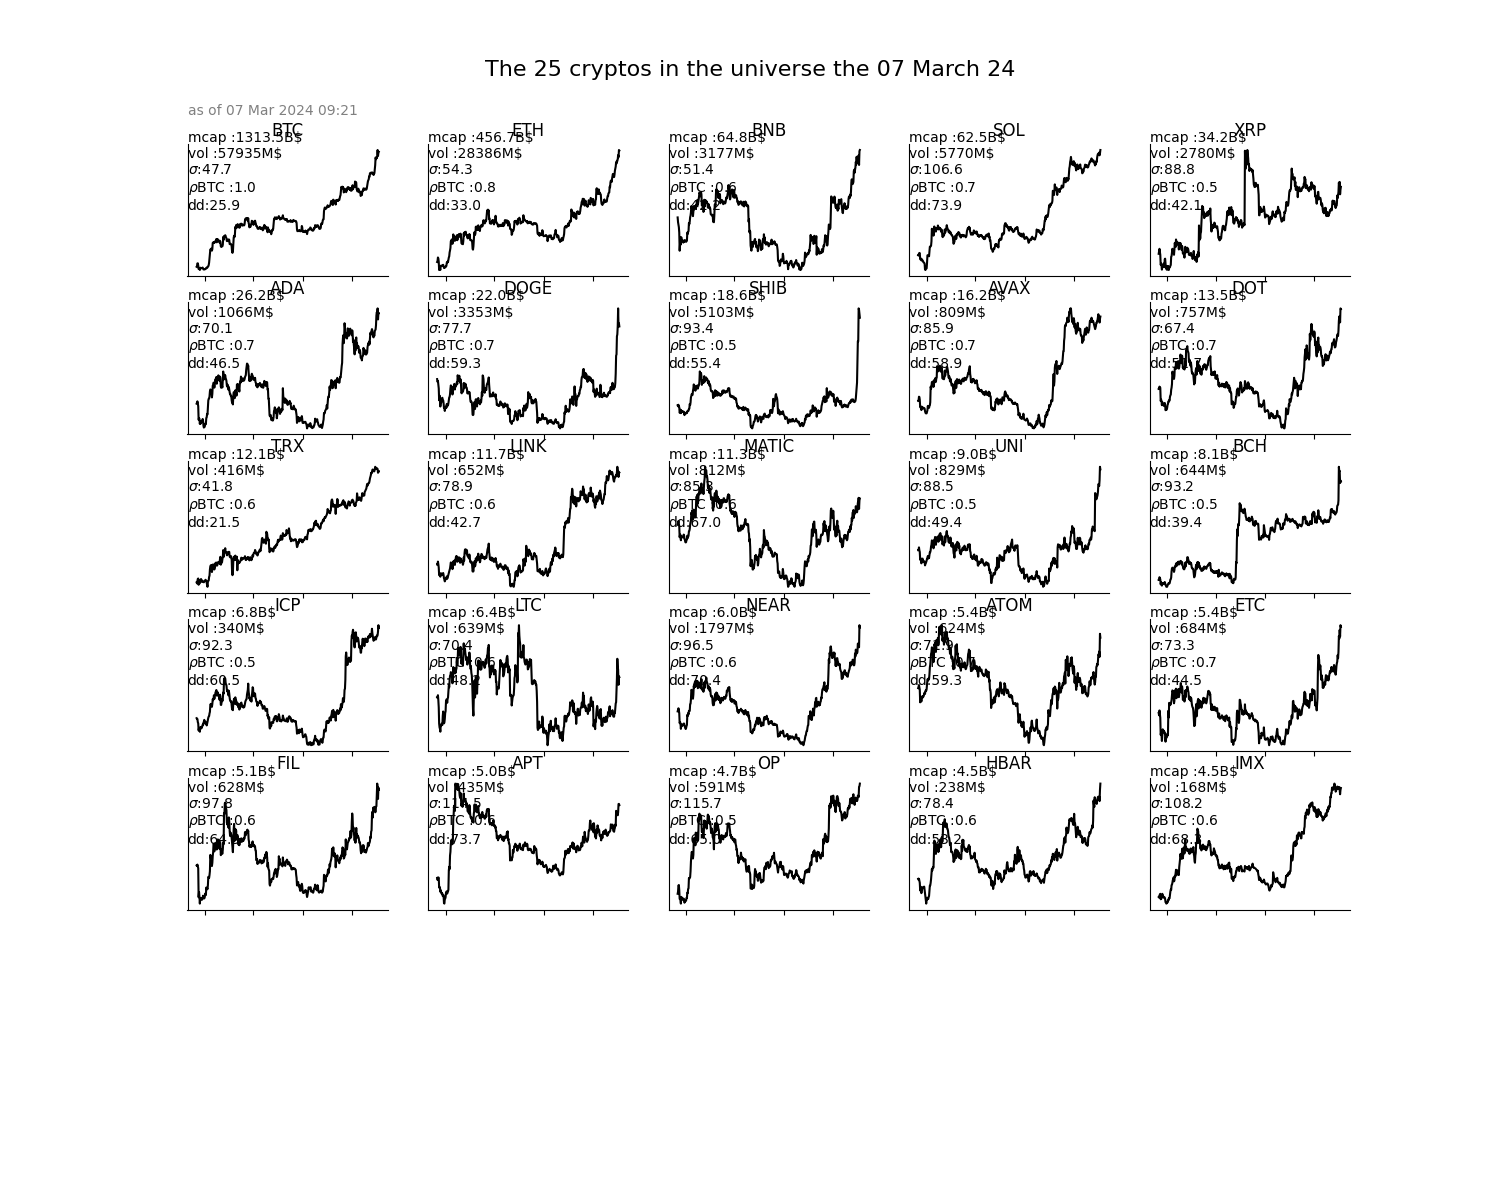 The 25 cryptos in the universe the 07 March 24
as of 07 Mar 2024 09:21
BTC
mcap :1313.5B$
vol :57935M$
σ:47.7
ρBTC :1.0
dd:25.9
ETH
mcap :456.7B$
vol :28386M$
σ:54.3
ρBTC :0.8
dd:33.0
BNB
mcap :64.8B$
vol :3177M$
σ:51.4
ρBTC :0.6
SOL
mcap :62.5B$
vol :5770M$
σ:106.6
ρBTC :0.7
dd:73.9
XRP
mcap :34.2B$
vol :2780M$
σ:88.8
ρBTC :0.5
dd:42.1
ADA
mcap :26.2B$
vol :1066M$
σ:70.1
ρBTC :0.7
dd:46.5
DOGE
mcap :22.0B$
vol :3353M$
σ:77.7
ρBTC :0.7
dd:59.3
SHIB
mcap :18.6B$
vol :5103M$
σ:93.4
ρBTC :0.5
dd:55.4
AVAX
mcap :16.2B$
vol :809M$
σ:85.9
ρBTC :0.7
dd:58.9
DOT
mcap :13.5B$
vol :757M$
σ:67.4
ρBTC :0.7
TRX
mcap :12.1B$
vol :416M$
σ:41.8
ρBTC :0.6
dd:21.5
LINK
mcap :11.7B$
vol :652M$
σ:78.9
ρBTC :0.6
dd:42.7
MATIC
mcap :11.3B$
vol :812M$
ρBTC :0.6
dd:67.0
UNI
mcap :9.0B$
vol :829M$
σ:88.5
ρBTC :0.5
dd:49.4
BCH
mcap :8.1B$
vol :644M$
σ:93.2
ρBTC :0.5
dd:39.4
ICP
mcap :6.8B$
vol :340M$
σ:92.3
ρBTC :0.5
dd:60.5
LTC
mcap :6.4B$
vol :639M$
σ:70.4
NEAR
mcap :6.0B$
vol :1797M$
σ:96.5
ρBTC :0.6
ATOM
mcap :5.4B$
vol :624M$
dd:59.3
ETC
mcap :5.4B$
vol :684M$
σ:73.3
ρBTC :0.7
dd:44.5
FIL
mcap :5.1B$
vol :628M$
σ:97.8
ρBTC :0.6
APT
mcap :5.0B$
vol :435M$
dd:73.7
OP
mcap :4.7B$
vol :591M$
σ:115.7
ρBTC :0.5
HBAR
mcap :4.5B$
vol :238M$
σ:78.4
ρBTC :0.6
IMX
mcap :4.5B$
vol :168M$
σ:108.2
ρBTC :0.6